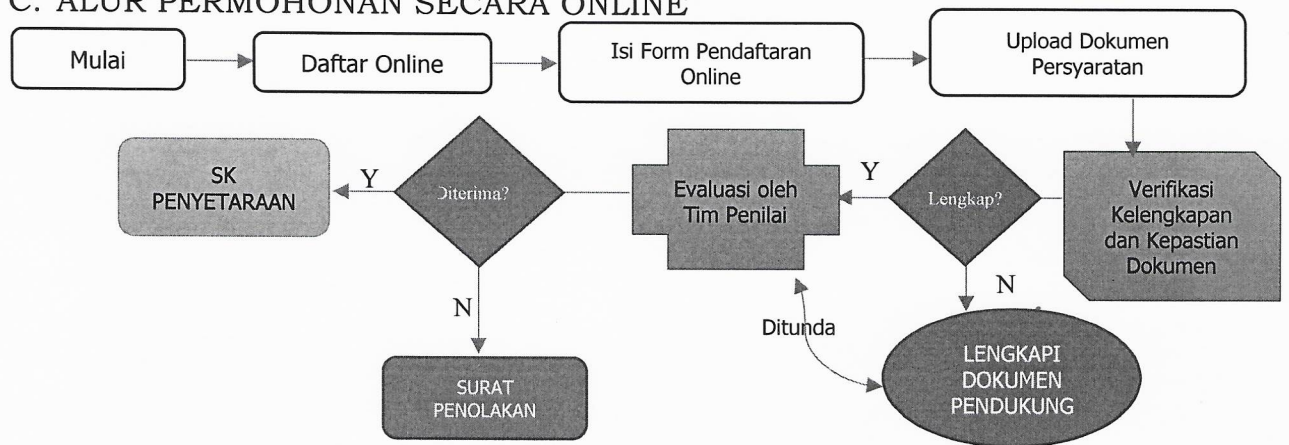 C. ALUR PERMOHONAN SECARA ONLINE
Mulai
Daftar Online
Isi Form Pendaftaran
Online
Upload Dokumen
Persyaratan
SK
PENYETARAAN
Y
Diterima?
Evaluasi oleh
Tim Penilai
Y
Lengkap?
Verifikasi
Kelengkapan
dan Kepastian
Dokumen
N
N
Ditunda
SURAT
PENOLAKAN
LENGKAPI
DOKUMEN
PENDUKUNG